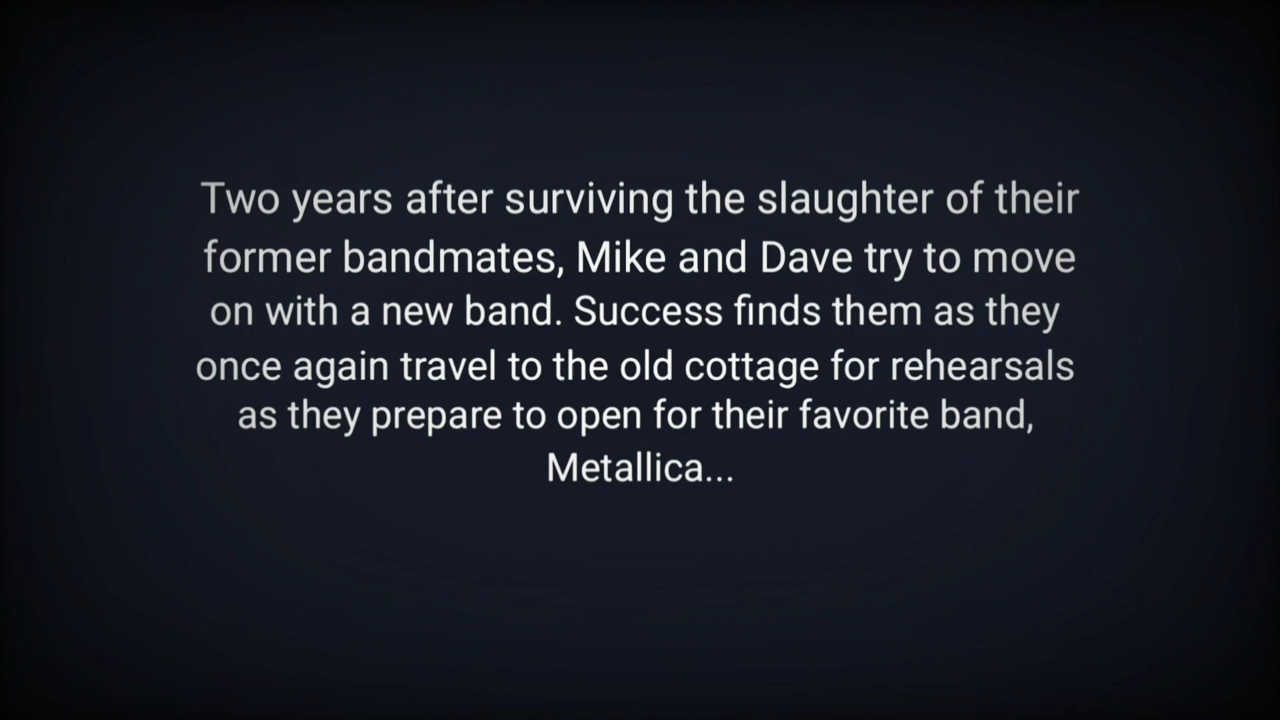 Two years after surviving the slaughter of their
former bandmates, Mike and Dave try to move
on with a new band. Success finds them as they
once again travel to the old cottage for rehearsals
as they prepare to open for their favorite band,
Metallica...